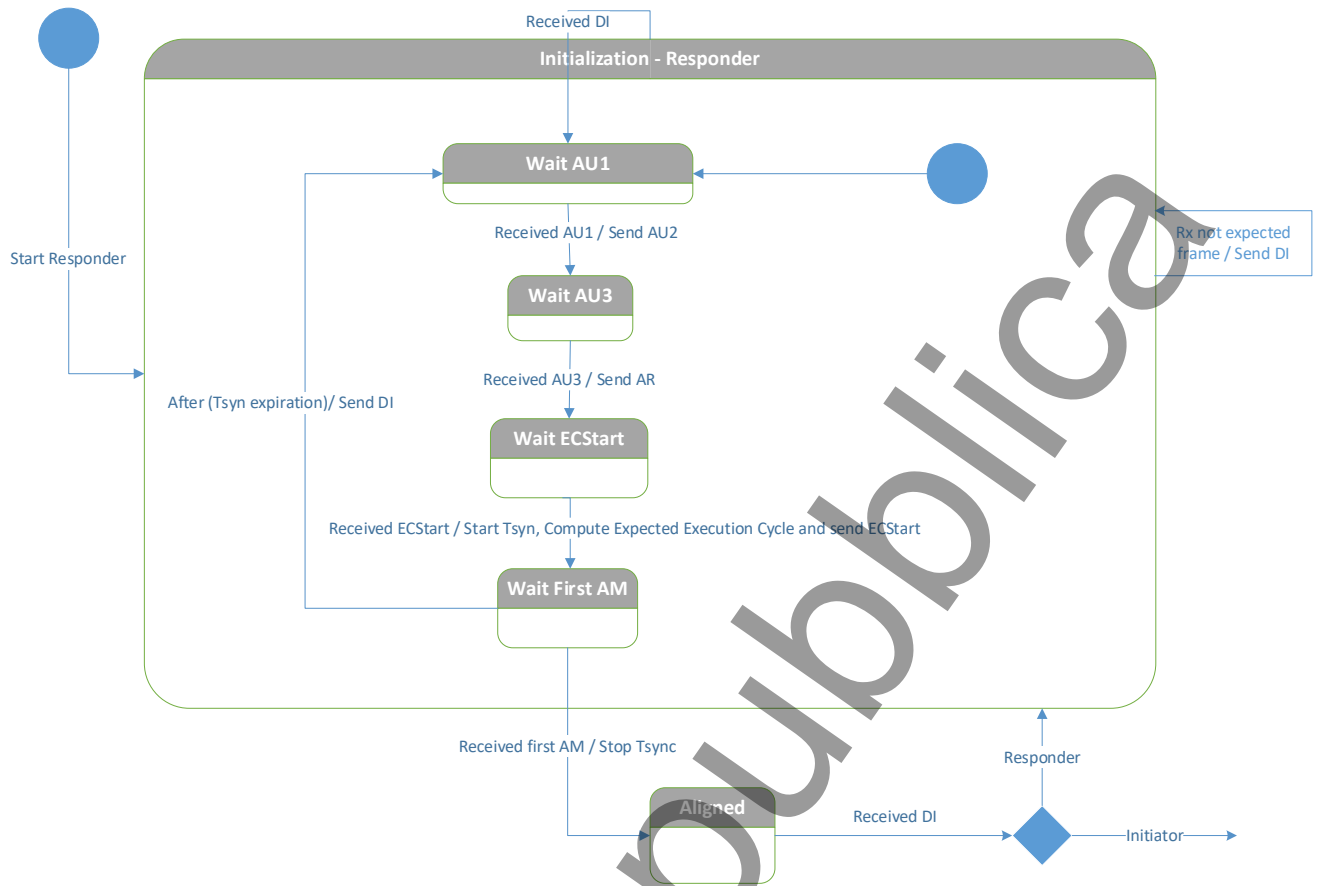 Received DI
Initialization - Responder
Wait AU1
Received AU1 / Send AU2
Rx not expected
frame / Send DI
Start Responder
Wait AU3
Received AU3 / Send AR
After (Tsyn expiration)/ Send DI
Wait ECStart
Received ECStart / Start Tsyn, Compute Expected Execution Cycle and send ECStart
Wait First AM
Received first AM / Stop Tsync
Responder
Aligned
Received DI
Initiator
pubblica